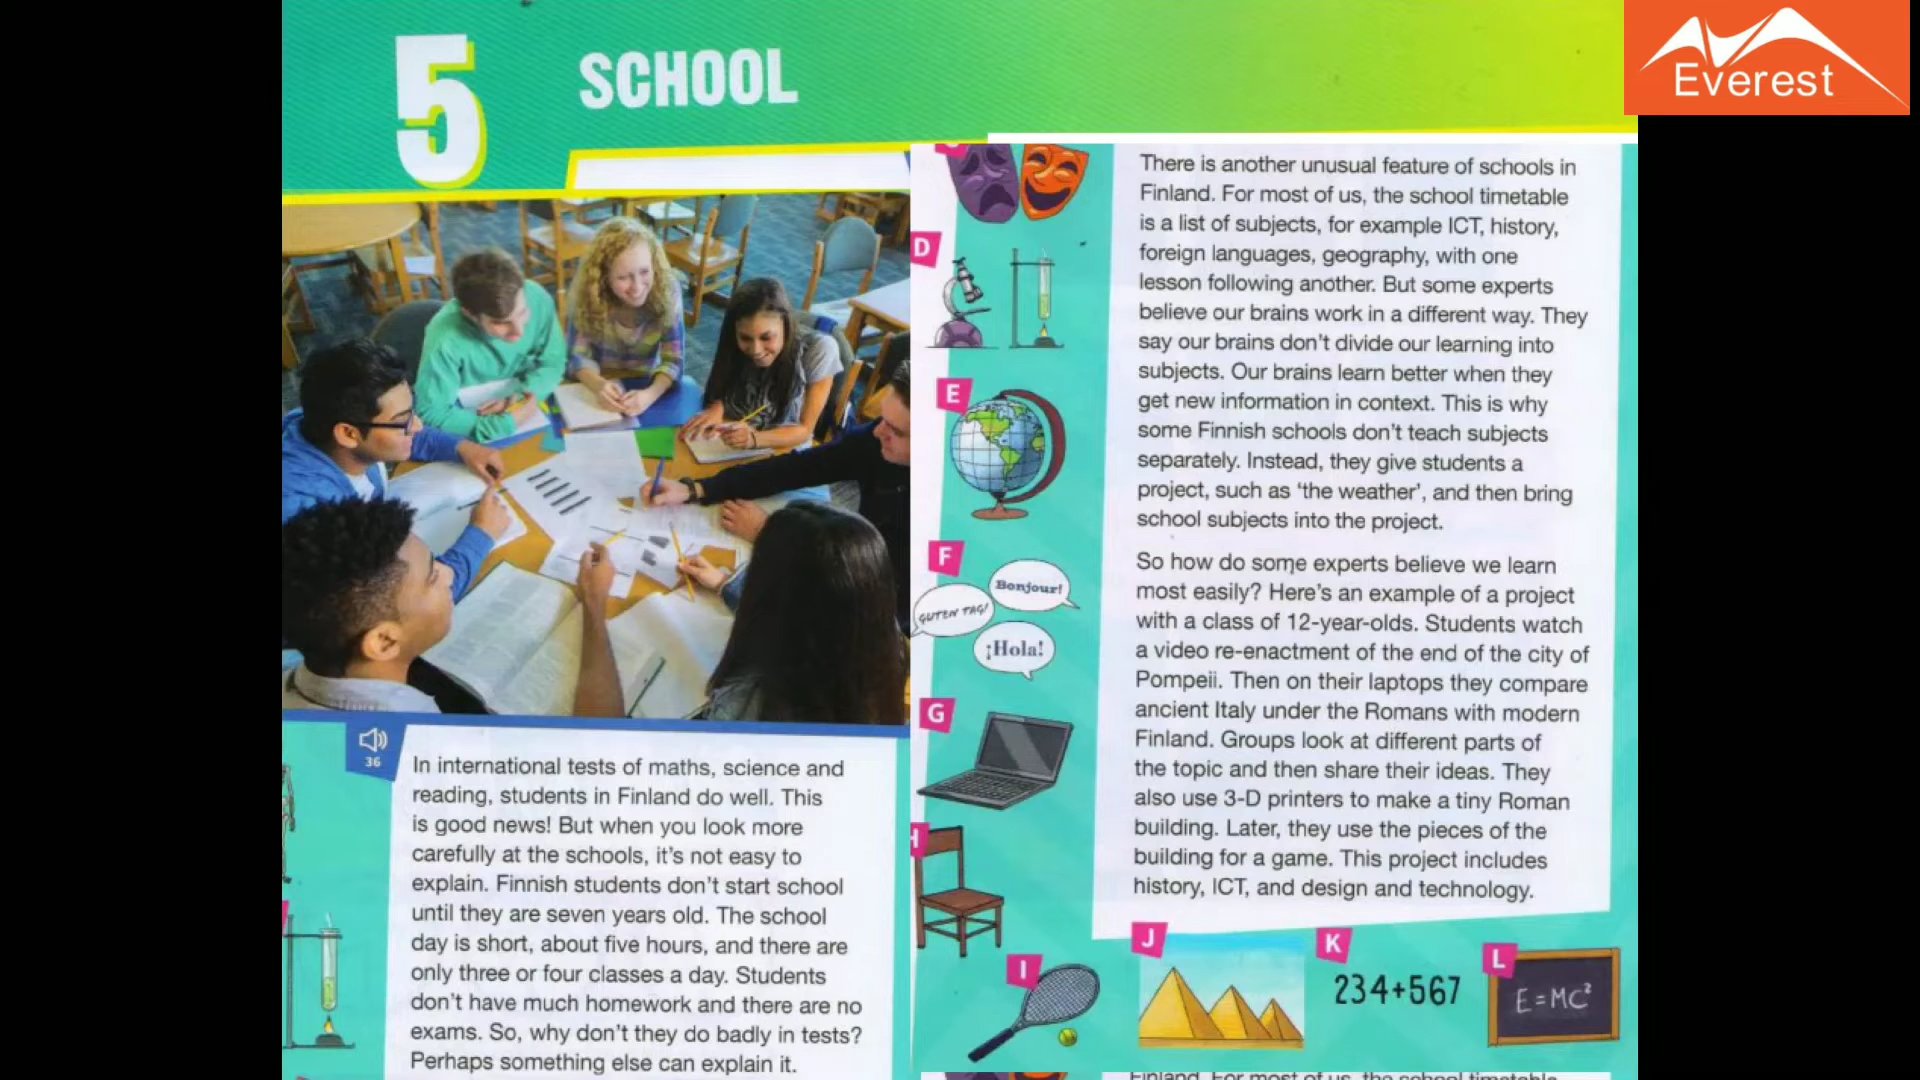 5 SCHOOL
Everest
36
In international tests of maths, science and
reading, students in Finland do well. This
is good news! But when you look more
carefully at the schools, it's not easy to
explain. Finnish students don't start school
until they are seven years old. The school
day is short, about five hours, and there are
only three or four classes a day. Students
don't have much homework and there are no
exams. So, why don't they do badly in tests?
Perhaps something else can explain it.
There is another unusual feature of schools in
Finland. For most of us, the school timetable
is a list of subjects, for example ICT, history,
foreign languages, geography, with one
lesson following another. But some experts
believe our brains work in a different way. They
say our brains don't divide our learning into
subjects. Our brains learn better when they
get new information in context. This is why
some Finnish schools don't teach subjects
separately. Instead, they give students a
project, such as 'the weather', and then bring
school subjects into the project.
So how do some experts believe we learn
most easily? Here's an example of a project
with a class of 12-year-olds. Students watch
a video re-enactment of the end of the city of
Pompeii. Then on their laptops they compare
ancient Italy under the Romans with modern
Finland. Groups look at different parts of
the topic and then share their ideas. They
also use 3-D printers to make a tiny Roman
building. Later, they use the pieces of the
building for a game. This project includes
history, ICT, and design and technology.
D
E
F
Bonjour!
GUTEN TAG!
¡Hola!
G
H
I
J
K
234+567
L
E=MC²
Finland. For most of us, the school timetable